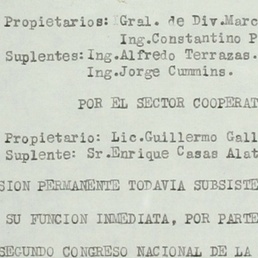 Propietarios: Gral. de Div.Marc
Ing.Constantino P
Suplentes: Ing.Alfredo Terrazas.
Ing.Jorge Cummins.
POR EL SECTOR COOPERAT
Propietario: Lic.Guillermo Gall
Suplente: Sr.Enrique Casas Alat
SION PERMANENTE TODAVIA SUBSISTE
SU FUNCION INMEDIATA, POR PARTE
SEGUNDO CONGRESO NACIONAL DE LA